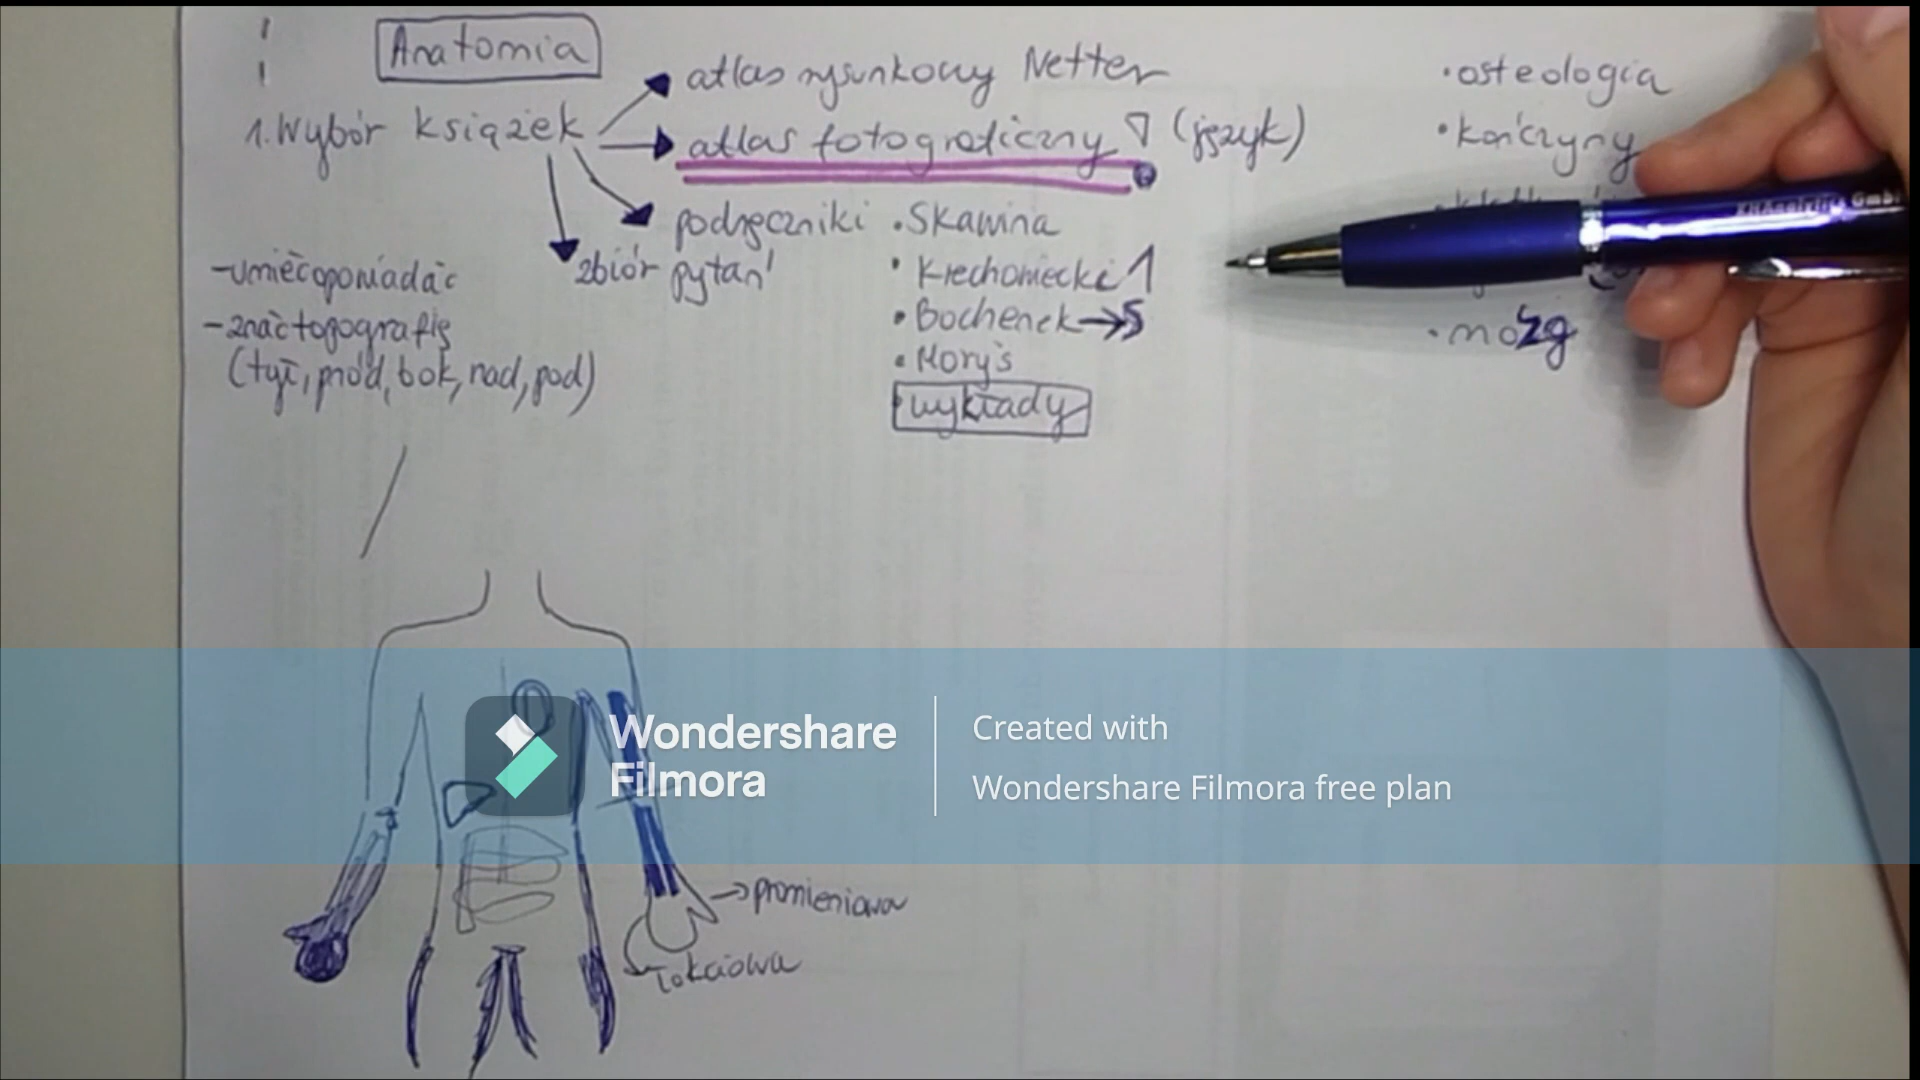 Anatomia
1. Wybór książek
atlas rysunkowy Netter
atlas fotograficzny (język)
podręczniki
• Skawina
• Krechowiecki 1
• Bochenek → 5
• Moryś
wykłady
zbiór pytań
- umieć opowiadać
- znać topografię
(tył, przód, bok, nad, pod)
• osteologia
• kończyny
• mózg
→ promieniowa
łokciowa
Wondershare
Filmora
Created with
Wondershare Filmora free plan